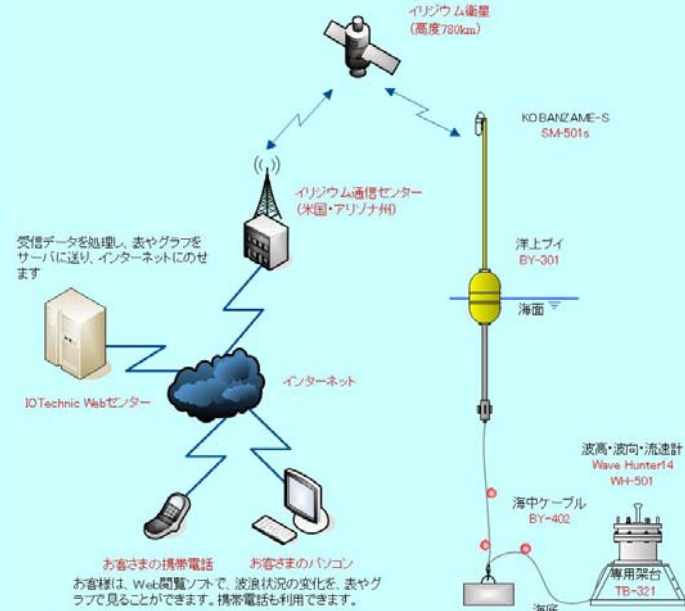 イリジウム衛星
(高度780km)
KOBANZAME-S
SM-501s
イリジウム通信センター
(米国・アリゾナ州)
受信データを処理し、表やグラフを
サーバに送り、インターネットにのせ
ます
洋上ブイ
BY-301
海面
インターネット
IOTechnic Webセンター
波高・波向・流速計
Wave Hunter14
WH-501
海中ケーブル
BY-402
お客さまの携帯電話
お客さまのパソコン
専用架台
TB-321
お客様は、Web閲覧ソフトで、波浪状況の変化を、表やグ
ラフで見ることができます。携帯電話も利用できます。
海底